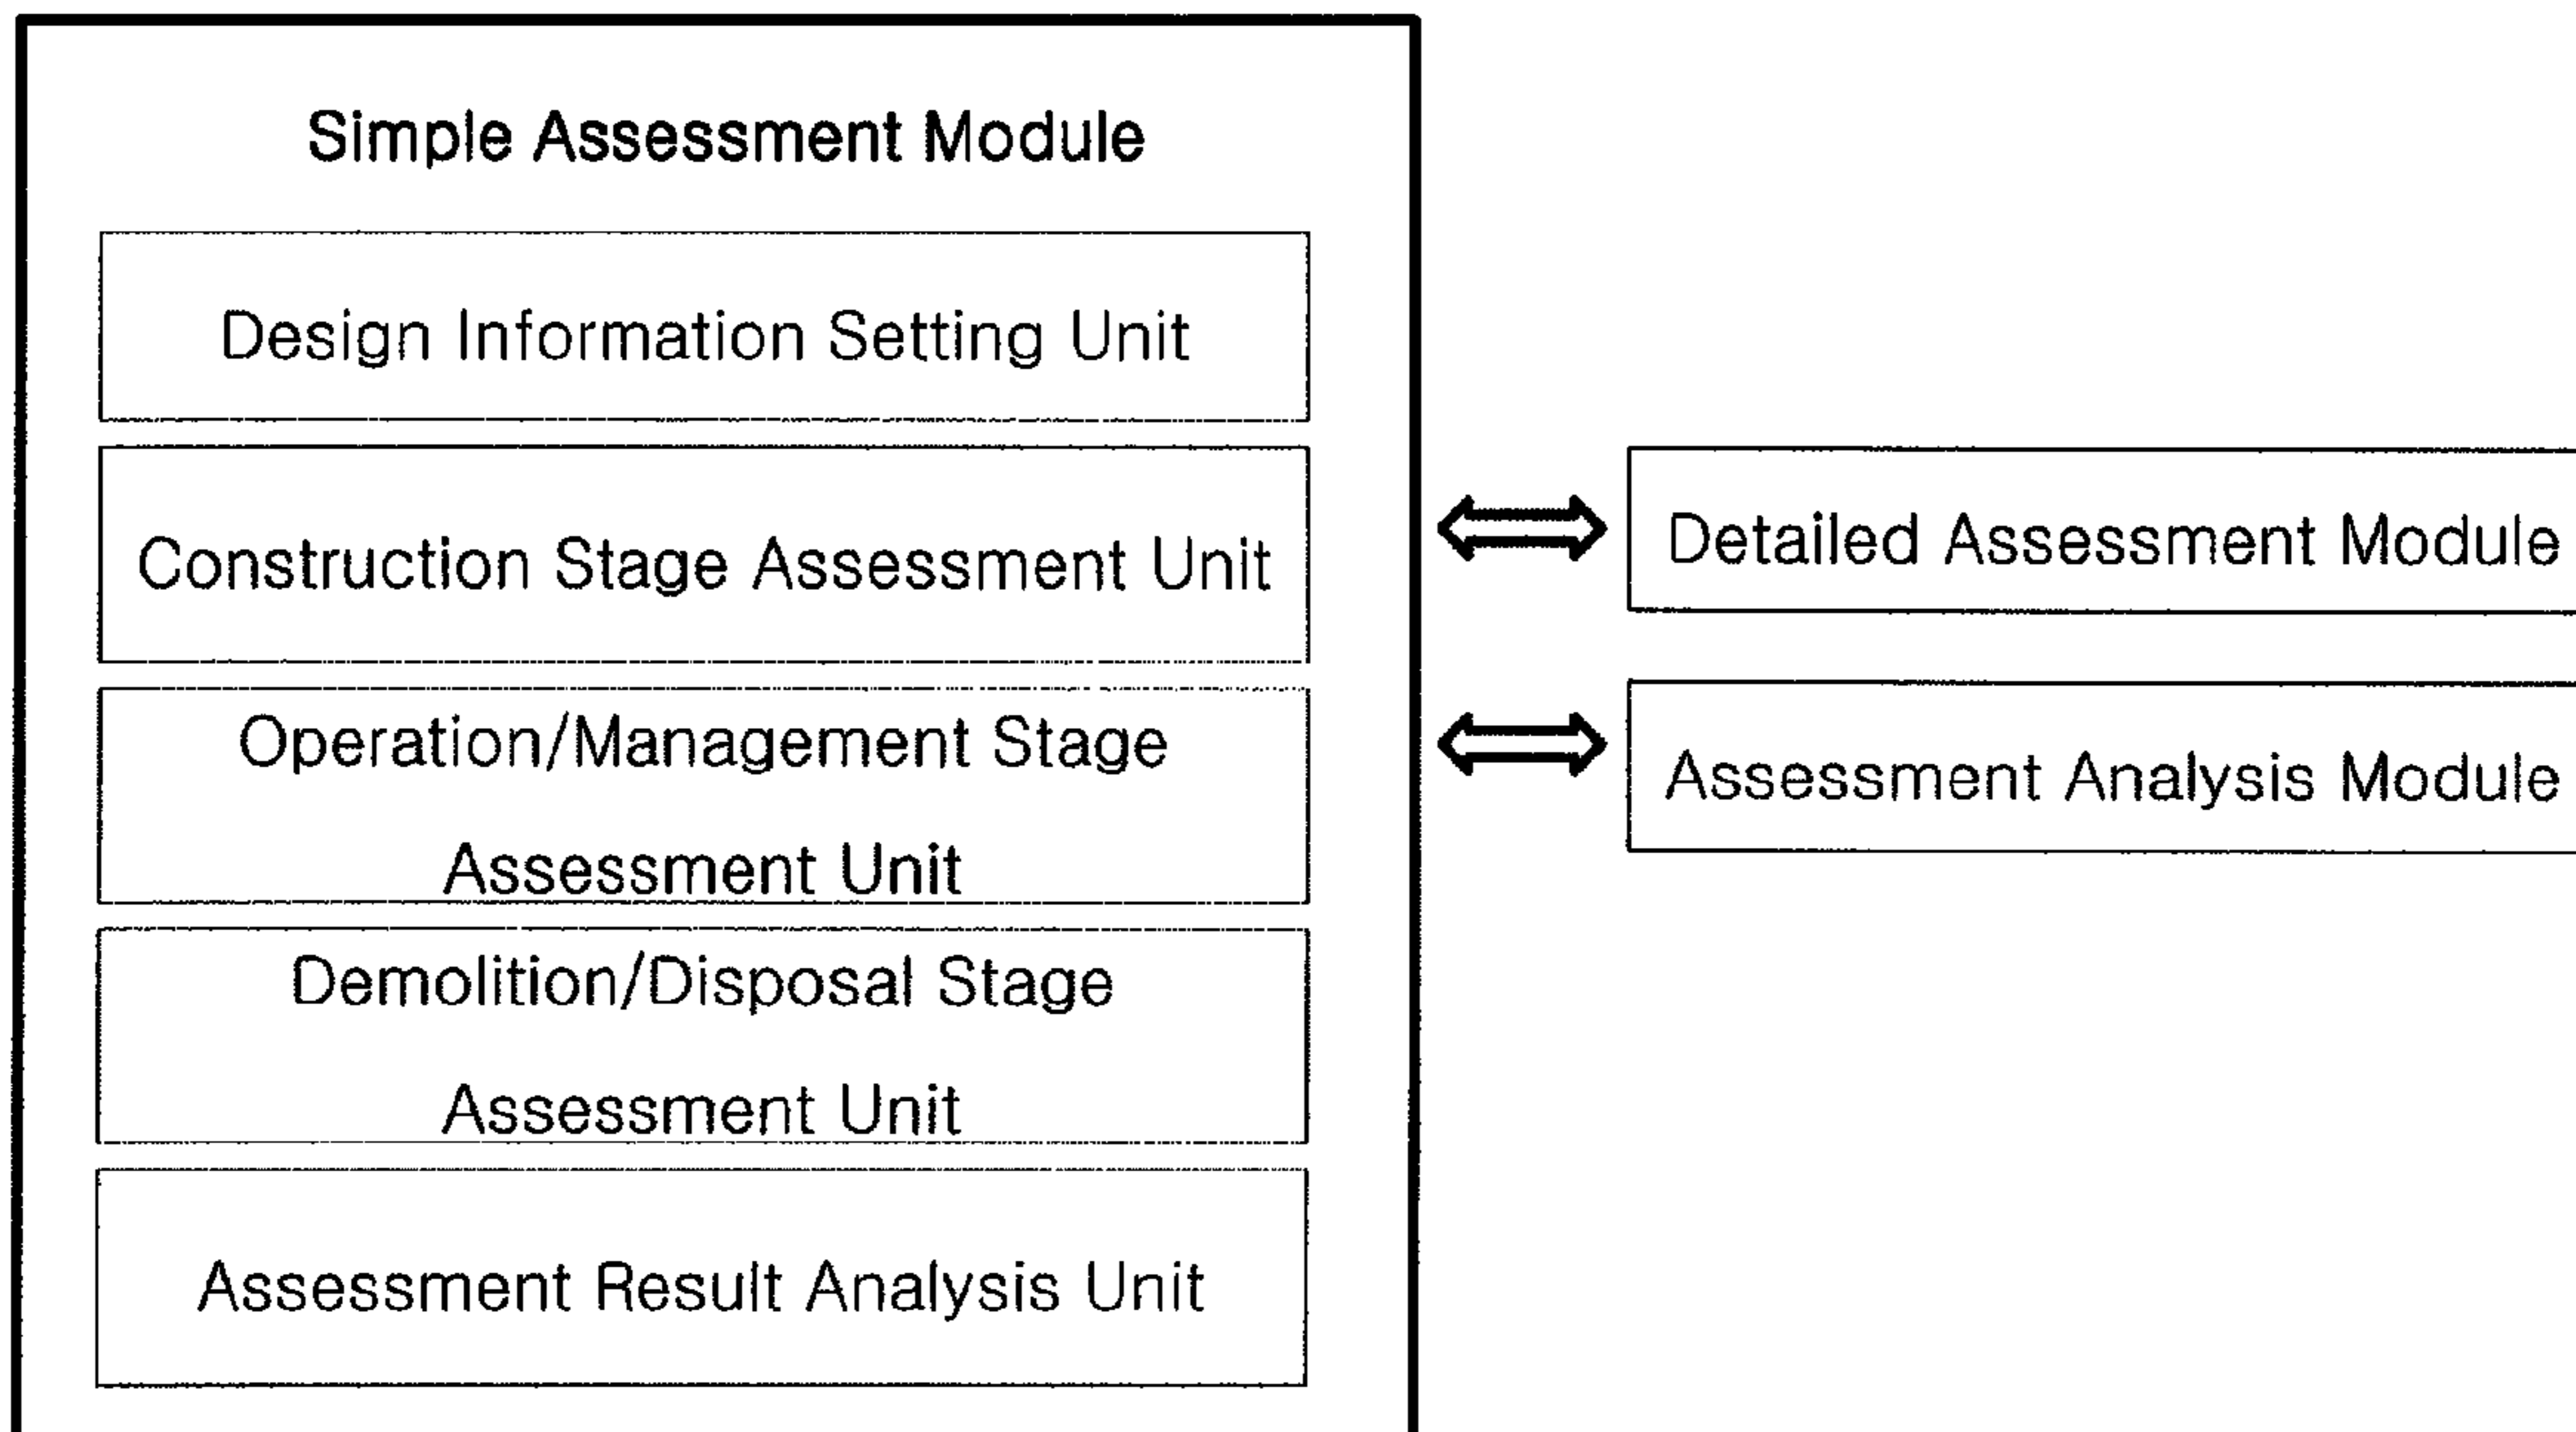 Simple Assessment Module
Design Information Setting Unit
Construction Stage Assessment Unit
Operation/Management Stage
Assessment Unit
Demolition/Disposal Stage
Assessment Unit
Assessment Result Analysis Unit
Detailed Assessment Module
Assessment Analysis Module